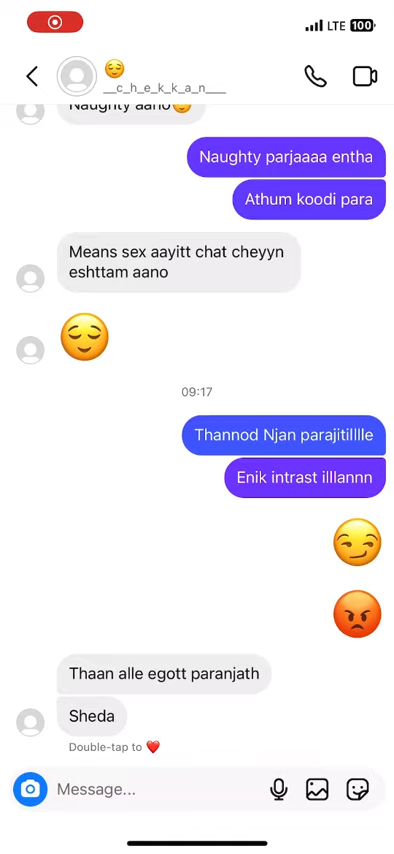 LTE 100
__c_h_e_k_k_a_n___
Naughty aano
Naughty parjaaaa entha
Athum koodi para
Means sex aayitt chat cheyyn
eshttam aano
09:17
Thannod Njan parajitilllle
Enik intrast illlannn
Thaan alle egott paranjath
Sheda
Double-tap to ❤️
Message...